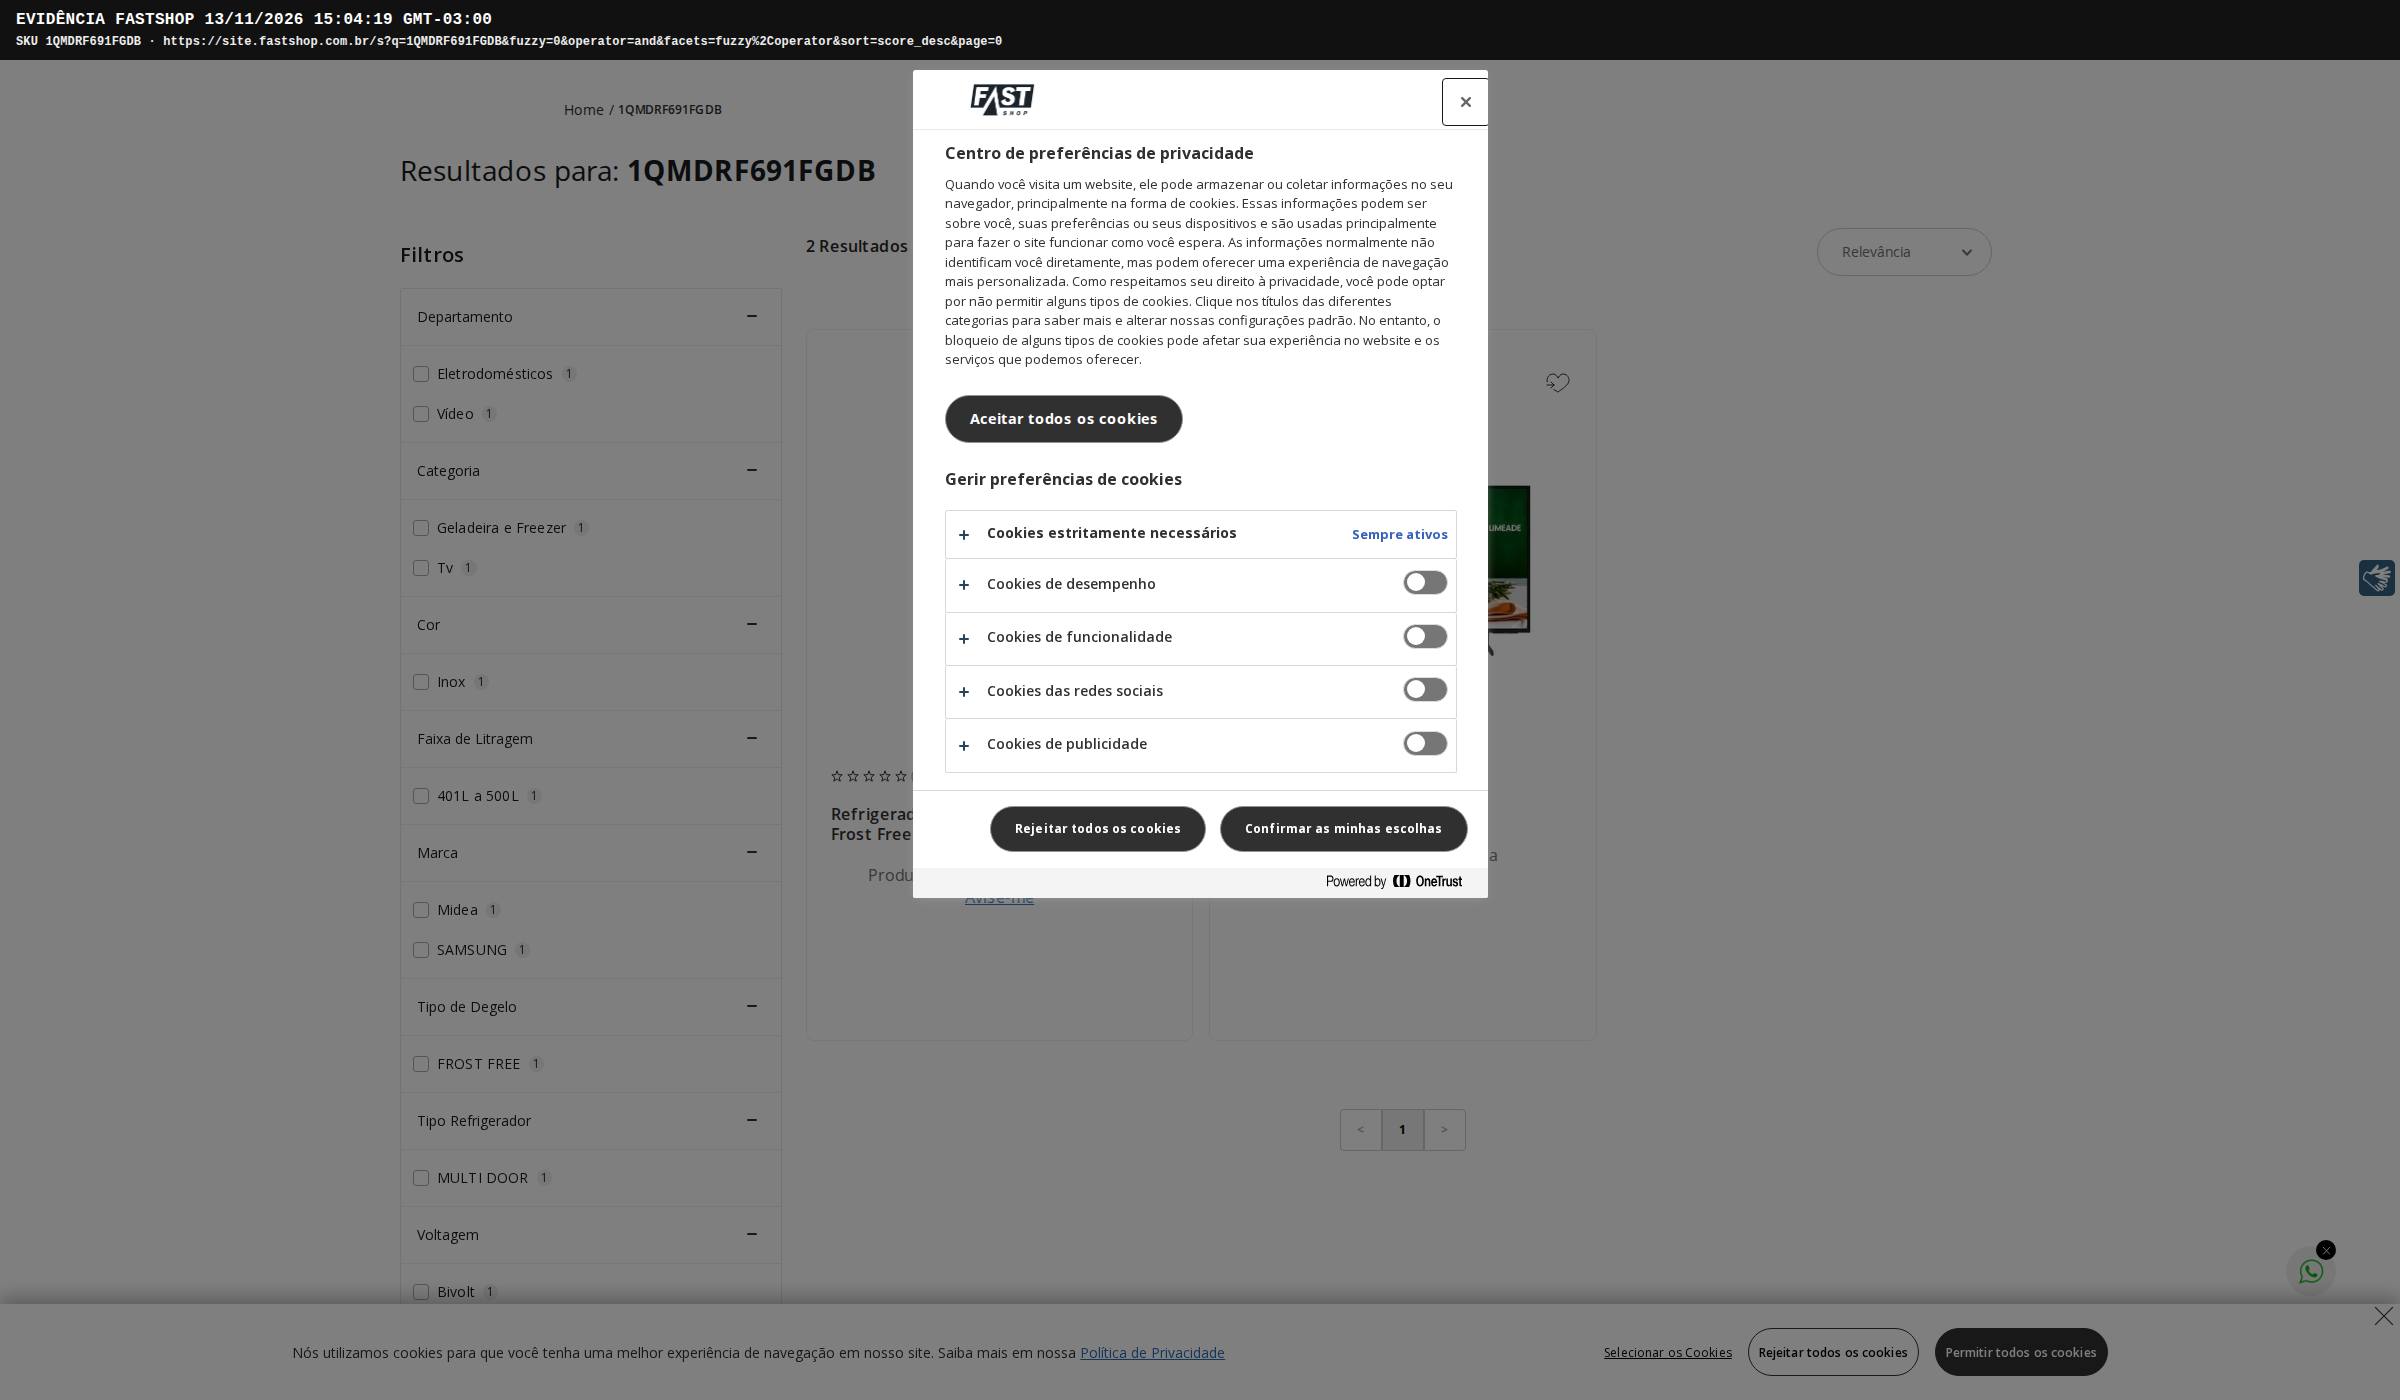 EVIDÊNCIA FASTSHOP 13/11/2026 15:04:19 GMT-03:00
SKU 1QMDRF691FGDB · https://site.fastshop.com.br/s?q=1QMDRF691FGDB&fuzzy=0&operator=and&facets=fuzzy%2Coperator&sort=score_desc&page=0
Home / 1QMDRF691FGDB
Resultados para: 1QMDRF691FGDB
Filtros
2 Resultados
Relevância
Departamento
Eletrodomésticos 1
Vídeo 1
Categoria
Geladeira e Freezer 1
Tv 1
Cor
Inox 1
Faixa de Litragem
401L a 500L 1
Marca
Midea 1
SAMSUNG 1
Tipo de Degelo
FROST FREE 1
Tipo Refrigerador
MULTI DOOR 1
Voltagem
Bivolt 1
Refrigerad
Frost Free
Produ
Avise-me
LIMEADE
a
< 1 >
FAST
SHOP
Centro de preferências de privacidade
Quando você visita um website, ele pode armazenar ou coletar informações no seu
navegador, principalmente na forma de cookies. Essas informações podem ser
sobre você, suas preferências ou seus dispositivos e são usadas principalmente
para fazer o site funcionar como você espera. As informações normalmente não
identificam você diretamente, mas podem oferecer uma experiência de navegação
mais personalizada. Como respeitamos seu direito à privacidade, você pode optar
por não permitir alguns tipos de cookies. Clique nos títulos das diferentes
categorias para saber mais e alterar nossas configurações padrão. No entanto, o
bloqueio de alguns tipos de cookies pode afetar sua experiência no website e os
serviços que podemos oferecer.
Aceitar todos os cookies
Gerir preferências de cookies
Cookies estritamente necessários Sempre ativos
Cookies de desempenho
Cookies de funcionalidade
Cookies das redes sociais
Cookies de publicidade
Rejeitar todos os cookies Confirmar as minhas escolhas
Powered by OneTrust
Nós utilizamos cookies para que você tenha uma melhor experiência de navegação em nosso site. Saiba mais em nossa Política de Privacidade
Selecionar os Cookies Rejeitar todos os cookies Permitir todos os cookies